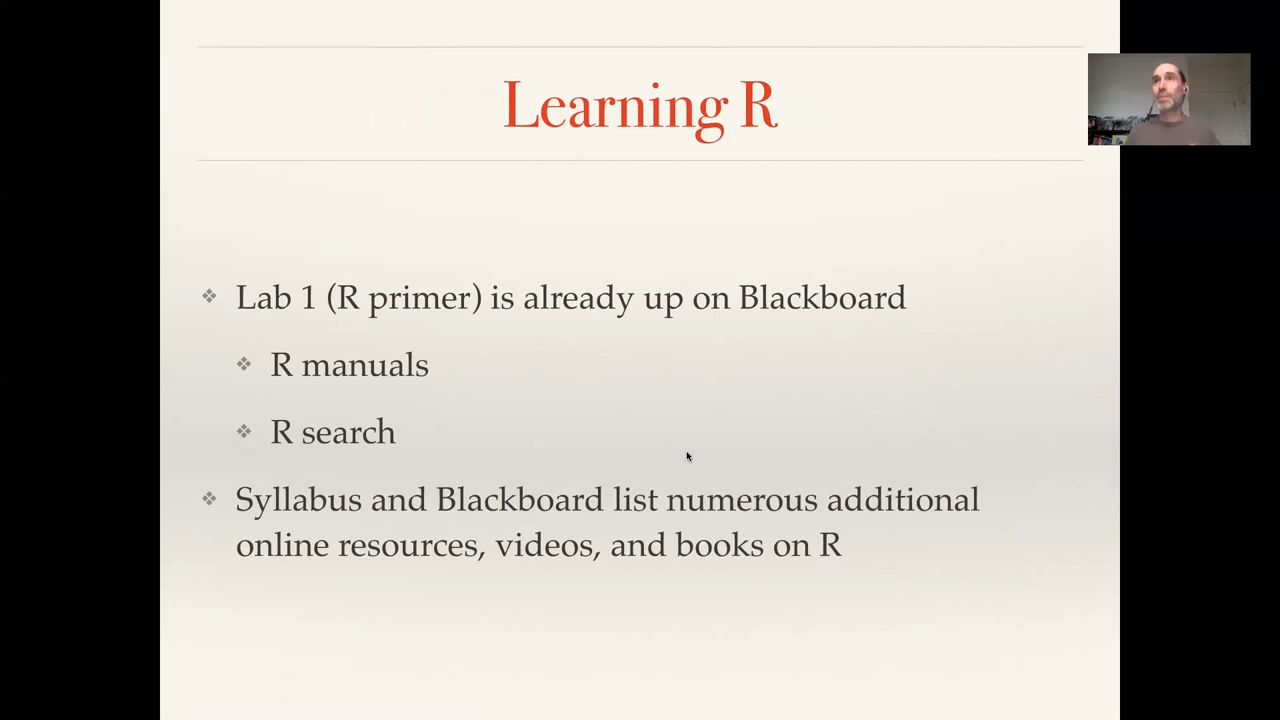 Learning R
Lab 1 (R primer) is already up on Blackboard
R manuals
R search
Syllabus and Blackboard list numerous additional
online resources, videos, and books on R